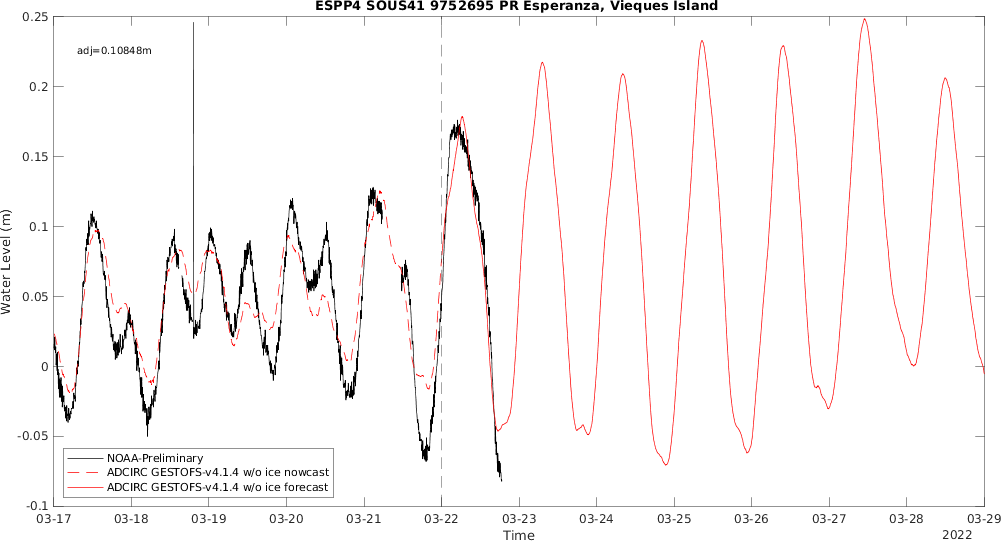 ESPP4 SOUS41 9752695 PR Esperanza, Vieques Island
0.25
adj=0.10848m
0.2
0.15
0.1
0.05
0
-0.05
-0.1
Water Level (m)
NOAA-Preliminary
ADCIRC GESTOFS-v4.1.4 w/o ice nowcast
ADCIRC GESTOFS-v4.1.4 w/o ice forecast
03-17 03-18 03-19 03-20 03-21 03-22 03-23 03-24 03-25 03-26 03-27 03-28 03-29
Time
2022